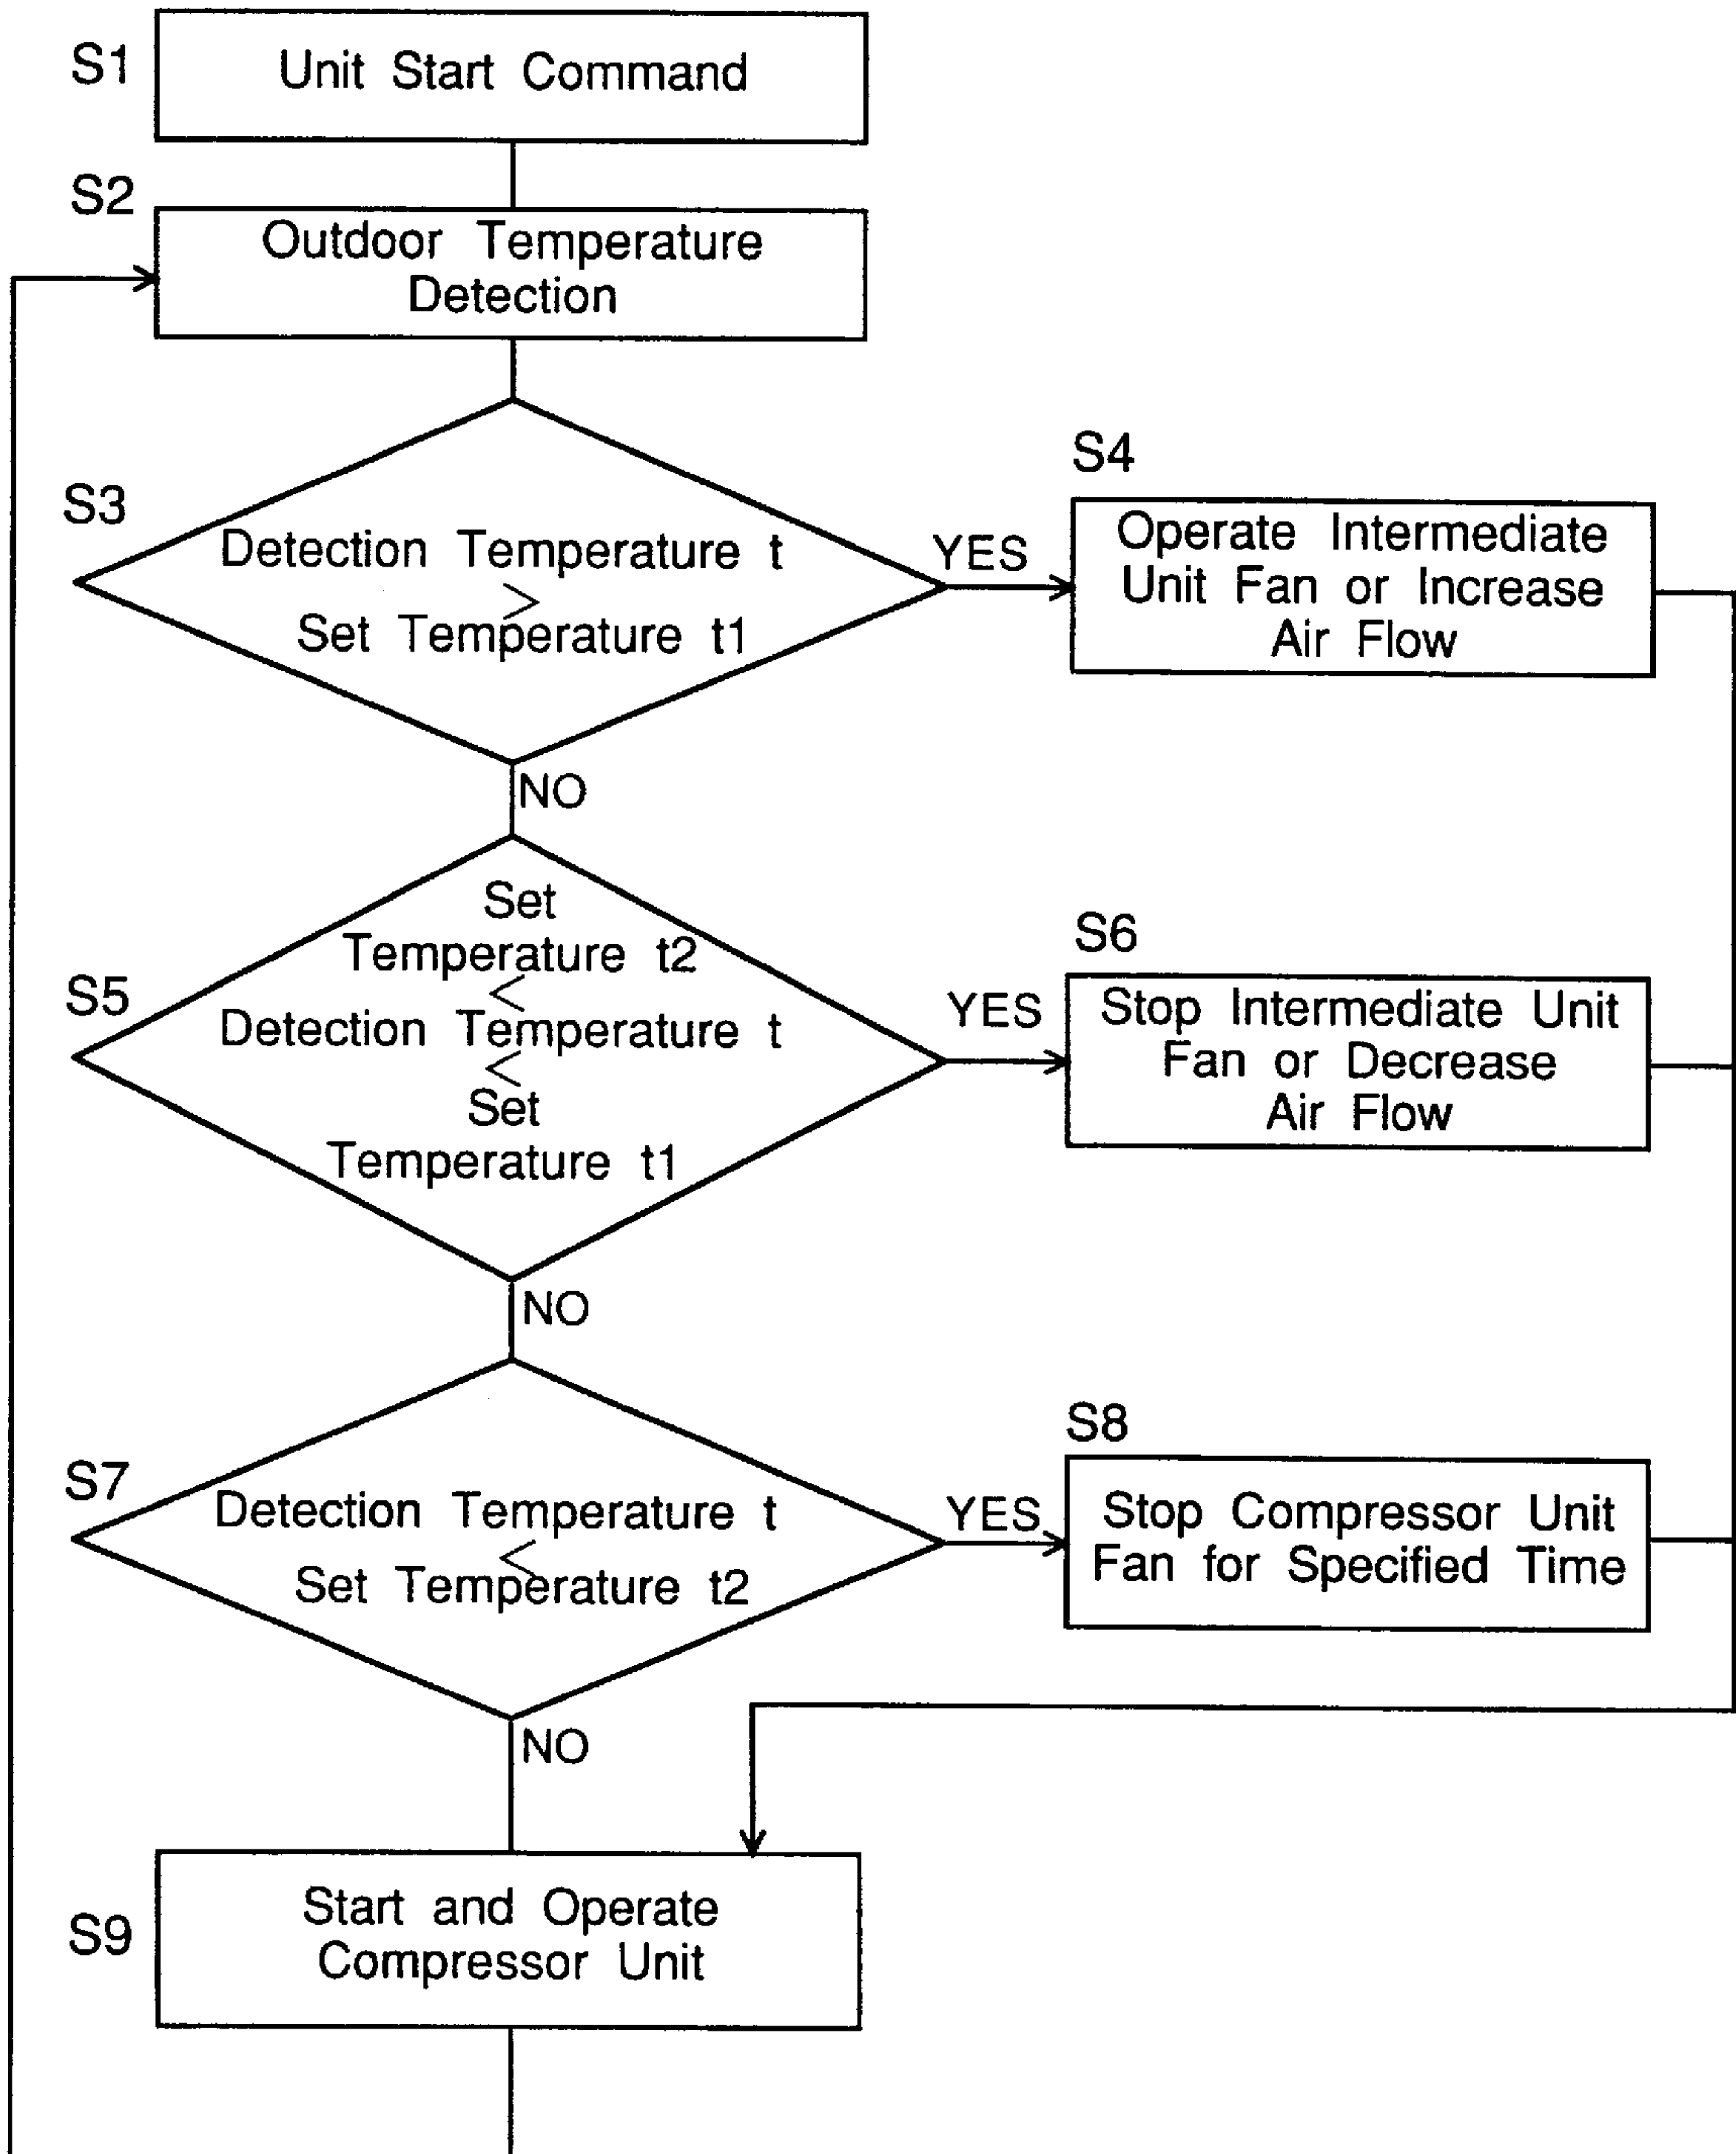 S1
Unit Start Command
S2
Outdoor Temperature
Detection
S3
Detection Temperature t
>
Set Temperature t1
YES
S4
Operate Intermediate
Unit Fan or Increase
Air Flow
NO
S5
Set
Temperature t2
<
Detection Temperature t
<
Set
Temperature t1
YES
S6
Stop Intermediate Unit
Fan or Decrease
Air Flow
NO
S7
Detection Temperature t
<
Set Temperature t2
YES
S8
Stop Compressor Unit
Fan for Specified Time
NO
S9
Start and Operate
Compressor Unit